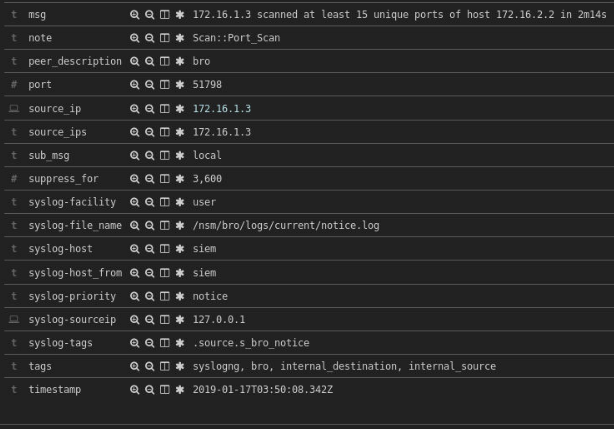 t msg 172.16.1.3 scanned at least 15 unique ports of host 172.16.2.2 in 2m14s
t note Scan::Port_Scan
t peer_description bro
# port 51798
source_ip 172.16.1.3
t source_ips 172.16.1.3
t sub_msg local
# suppress_for 3,600
t syslog-facility user
t syslog-file_name /nsm/bro/logs/current/notice.log
t syslog-host siem
t syslog-host_from siem
t syslog-priority notice
syslog-sourceip 127.0.0.1
t syslog-tags .source.s_bro_notice
t tags syslogng, bro, internal_destination, internal_source
t timestamp 2019-01-17T03:50:08.342Z